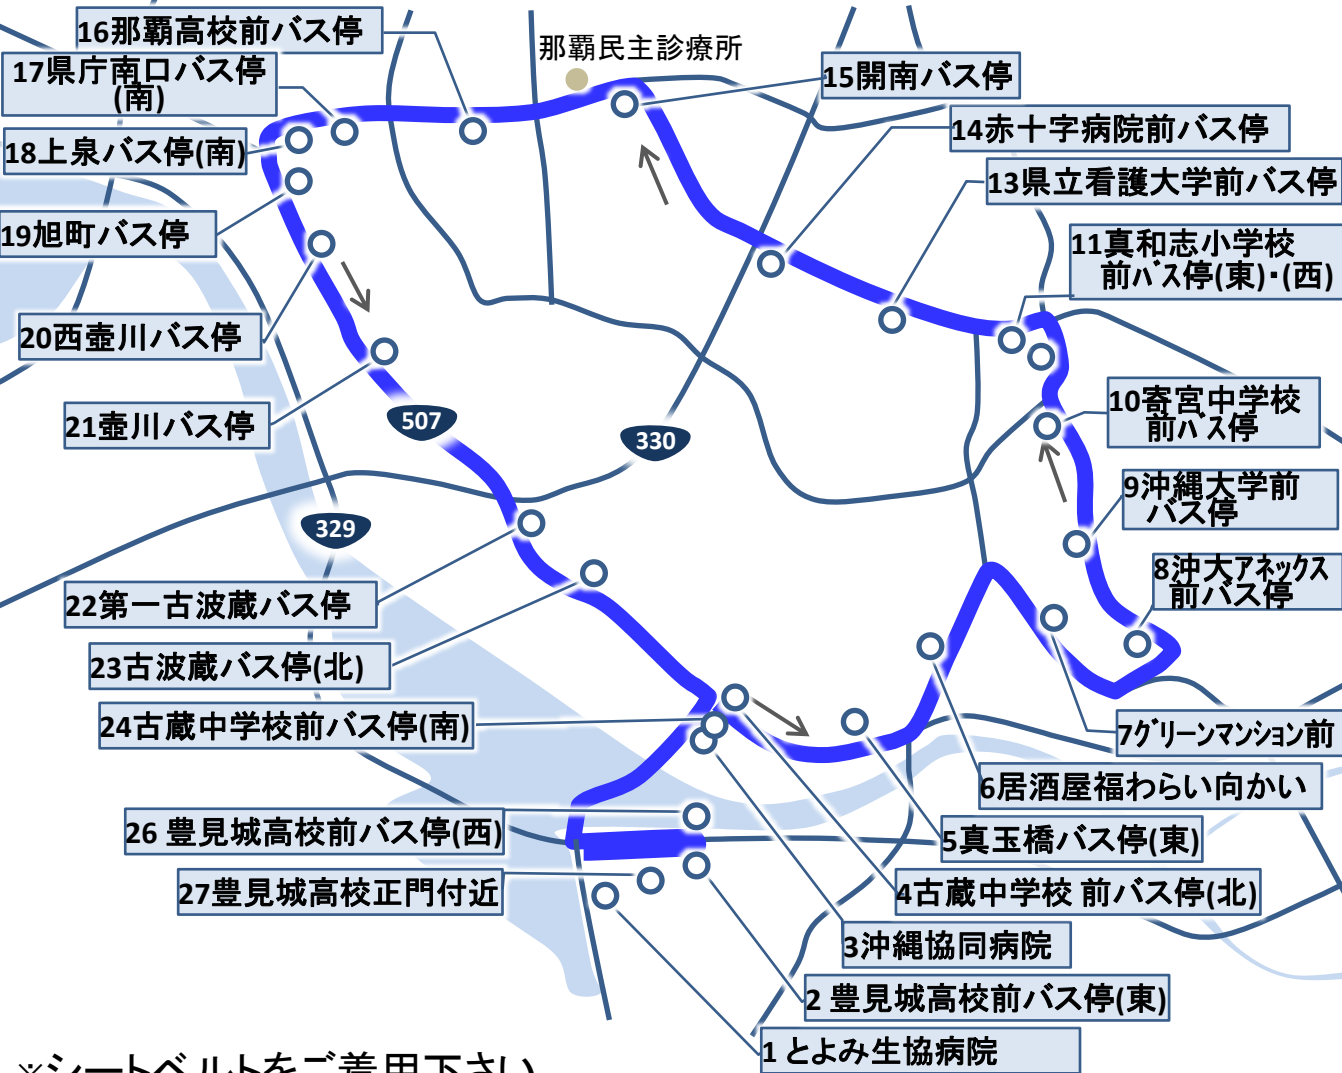 16那覇高校前バス停
那覇民主診療所
17県庁南口バス停
(南)
15開南バス停
14赤十字病院前バス停
18上泉バス停(南)
13県立看護大学前バス停
19旭町バス停
11真和志小学校
前バス停(東)・(西)
20西壺川バス停
21壺川バス停
507
330
10寄宮中学校
前バス停
9沖縄大学前
バス停
329
8沖大アネックス
前バス停
22第一古波蔵バス停
23古波蔵バス停(北)
24古蔵中学校前バス停(南)
7グリーンマンション前
6居酒屋福わらい向かい
26 豊見城高校前バス停(西)
5真玉橋バス停(東)
27豊見城高校正門付近
4古蔵中学校 前バス停(北)
3沖縄協同病院
2 豊見城高校前バス停(東)
1 とよみ生協病院
※シートベルトをご着用下さい